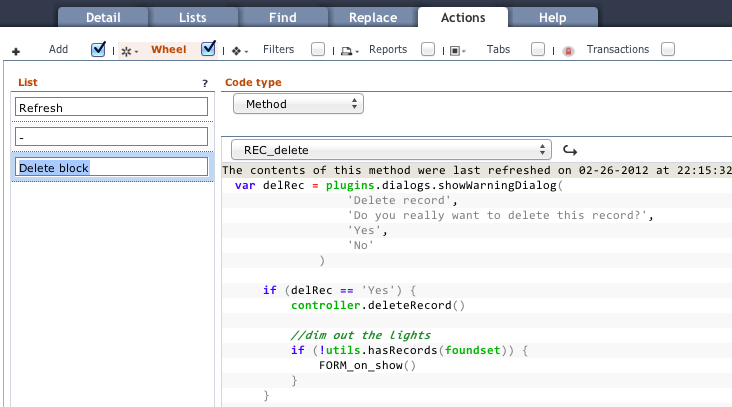 Detail Lists Find Replace Actions Help
Add Wheel Filters Reports Tabs Transactions
List ? Code type
Refresh
-
Delete block
Method
REC_delete
The contents of this method were last refreshed on 02-26-2012 at 22:15:32
var delRec = plugins.dialogs.showWarningDialog(
'Delete record',
'Do you really want to delete this record?',
'Yes',
'No'
)
if (delRec == 'Yes') {
controller.deleteRecord()
//dim out the lights
if (!utils.hasRecords(foundset)) {
FORM_on_show()
}
}